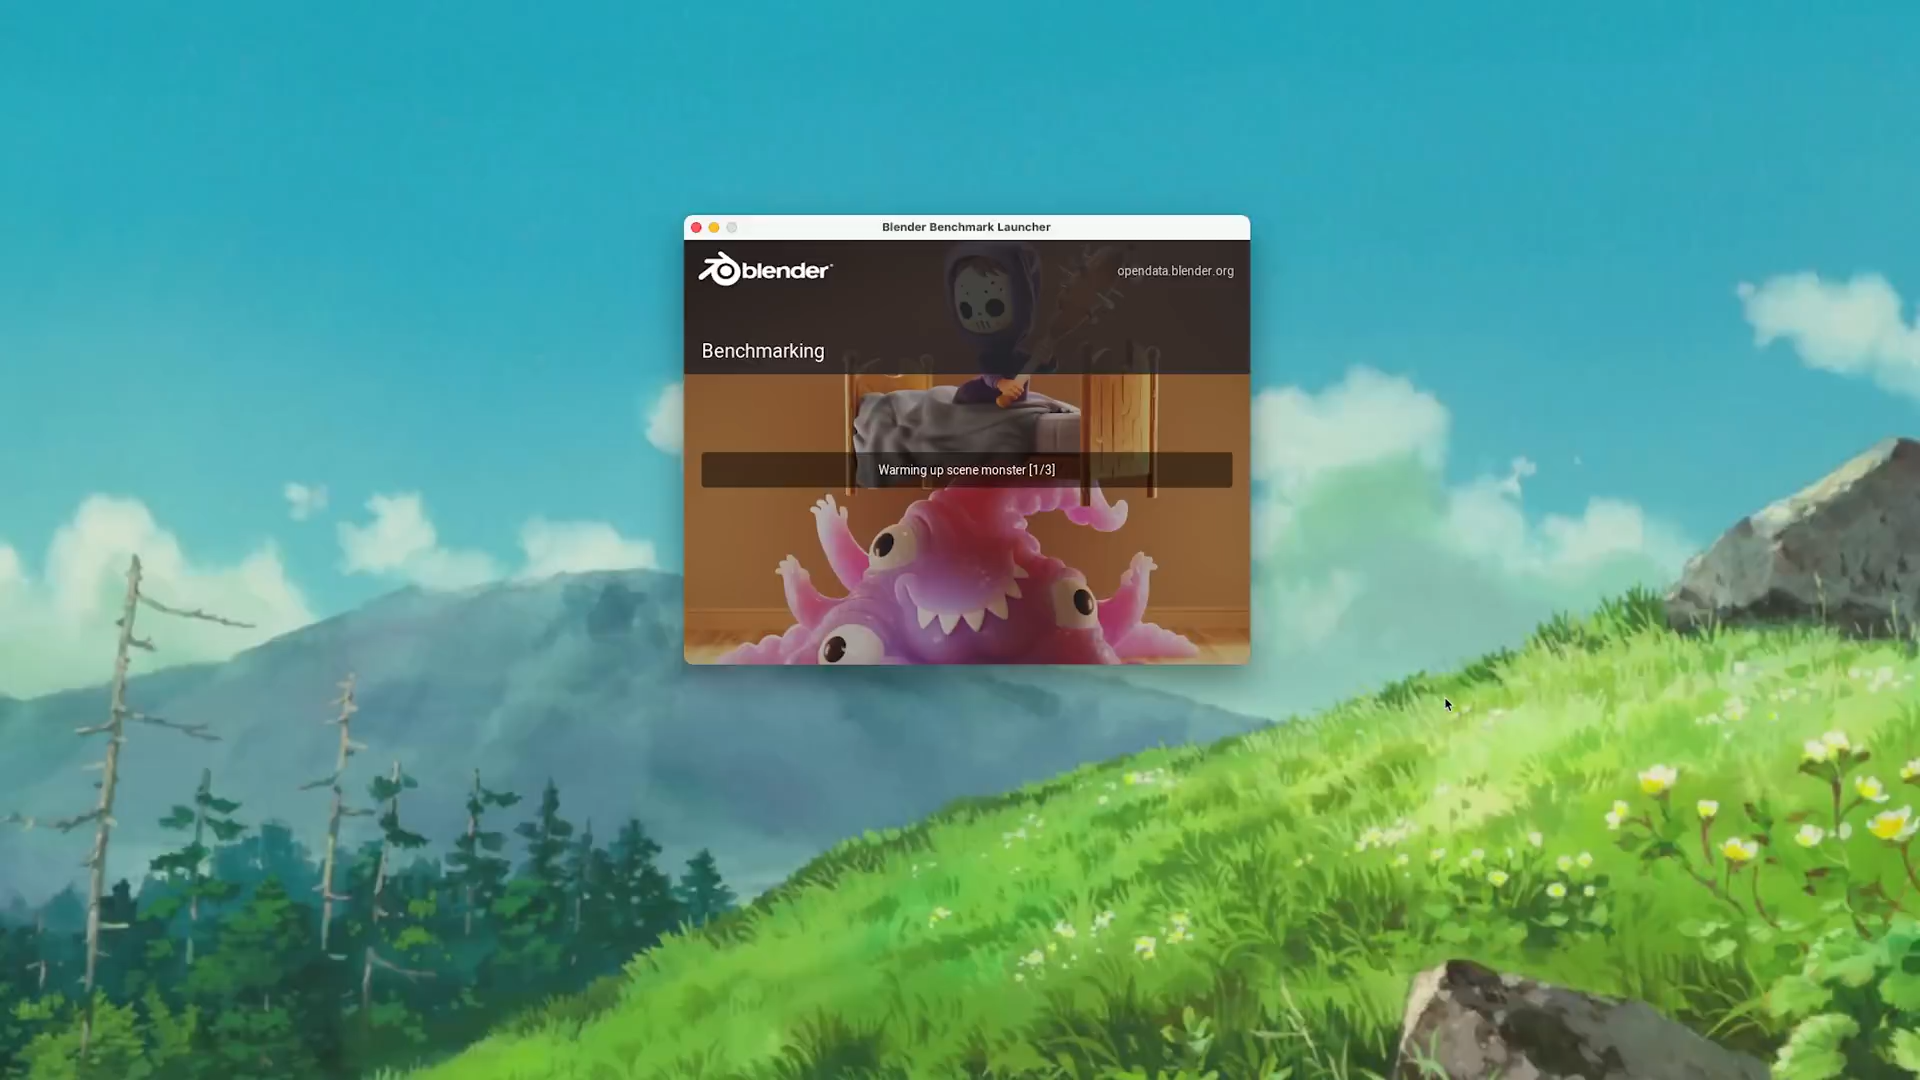 Blender Benchmark Launcher
blender
opendata.blender.org
Benchmarking
Warming up scene monster [1/3]